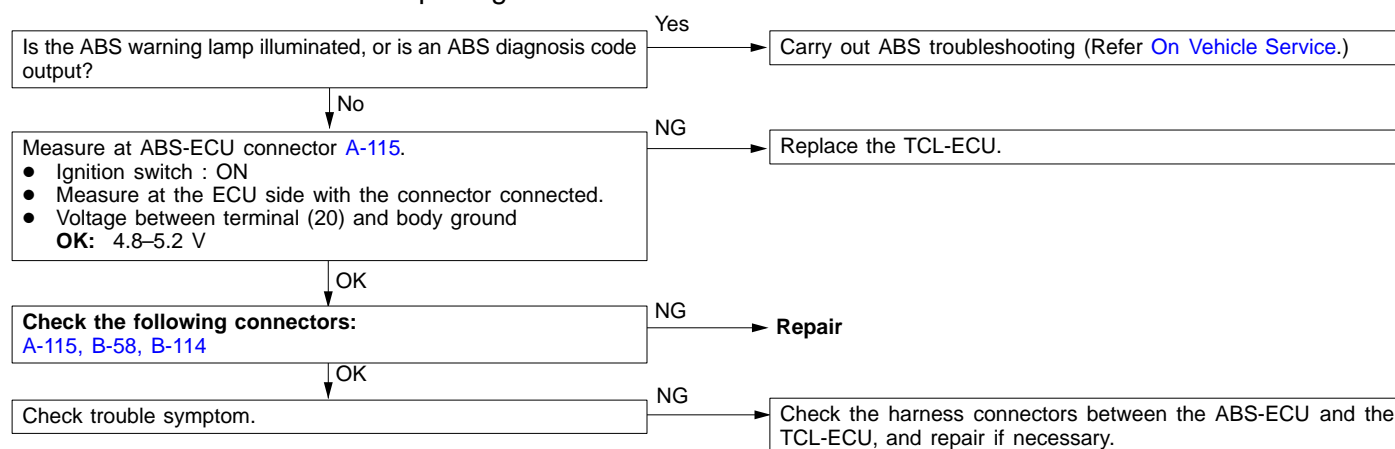 Yes
Is the ABS warning lamp illuminated, or is an ABS diagnosis code
output?
Carry out ABS troubleshooting (Refer On Vehicle Service.)
No
NG
Measure at ABS-ECU connector A-115.
● Ignition switch : ON
● Measure at the ECU side with the connector connected.
● Voltage between terminal (20) and body ground
OK: 4.8–5.2 V
Replace the TCL-ECU.
OK
NG
Check the following connectors:
A-115, B-58, B-114
Repair
OK
NG
Check trouble symptom.
Check the harness connectors between the ABS-ECU and the
TCL-ECU, and repair if necessary.